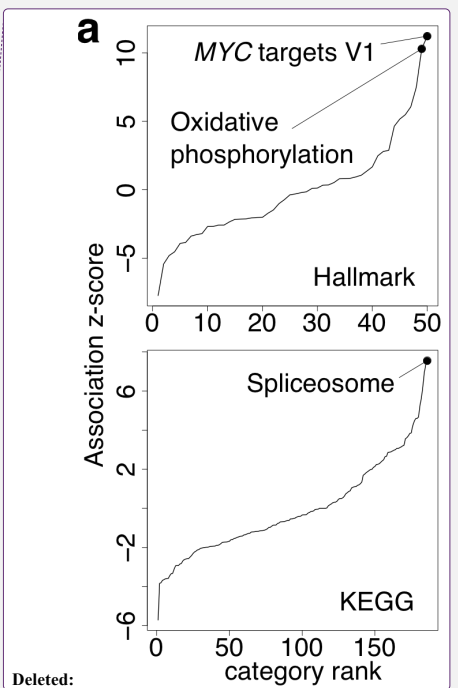 a
MYC targets V1
Oxidative
phosphorylation
Hallmark
10
5
0
−5
0 10 20 30 40 50
Association z-score
Spliceosome
KEGG
6
2
−2
−6
0 50 100 150
category rank
Deleted: